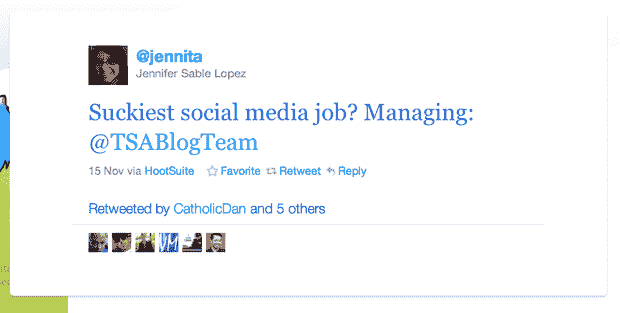 @jennita
Jennifer Sable Lopez
Suckiest social media job? Managing:
@TSABlogTeam
15 Nov via HootSuite Favorite Retweet Reply
Retweeted by CatholicDan and 5 others